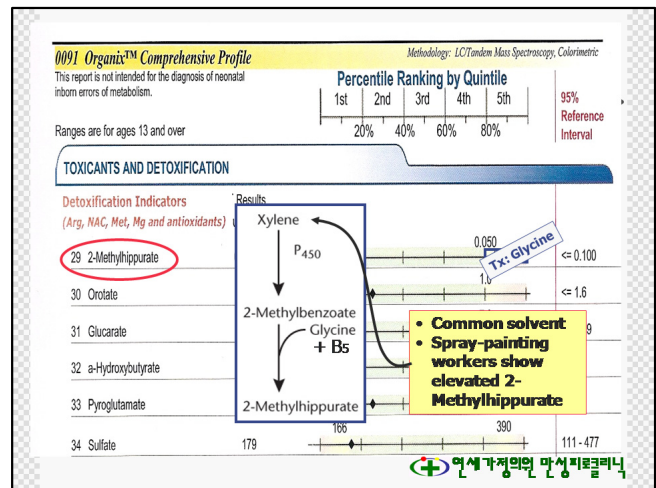 0091 Organix™ Comprehensive Profile
Methodology: LC/Tandem Mass Spectroscopy, Colorimetric
This report is not intended for the diagnosis of neonatal
inborn errors of metabolism.
Percentile Ranking by Quintile
1st 2nd 3rd 4th 5th
95%
Reference
Interval
Ranges are for ages 13 and over
20% 40% 60% 80%
TOXICANTS AND DETOXIFICATION
Detoxification Indicators
Results
(Arg, NAC, Met, Mg and antioxidants)
Xylene
P450
29 2-Methylhippurate
0.050
Tx: Glycine
<= 0.100
30 Orotate
<= 1.6
2-Methylbenzoate
Glycine
+ B5
31 Glucarate
9
32 a-Hydroxybutyrate
33 Pyroglutamate
2-Methylhippurate
• Common solvent
• Spray-painting
workers show
elevated 2-
Methylhippurate
166
390
34 Sulfate
179
111 - 477
연세가정의원 만성피로클리닉